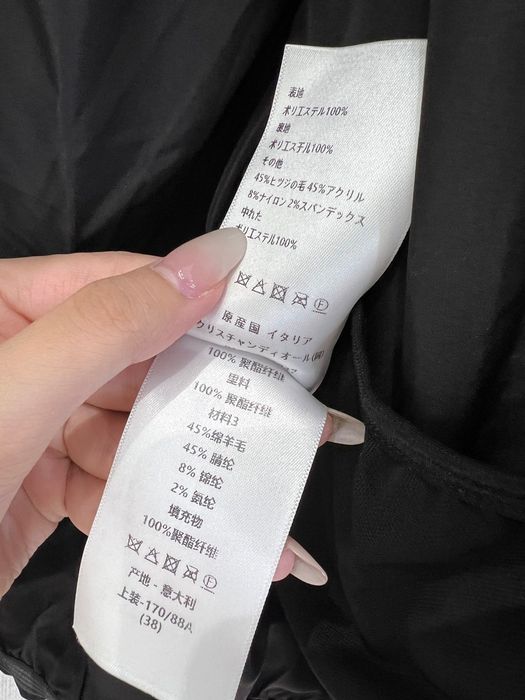 表地
ポリエステル100%
裏地
ポリエステル100%
その他
45%ヒツジの毛 45%アクリル
8%ナイロン 2%スパンデックス
中れた
ポリエステル100%
原産国 イタリア
クリスチャンディオール(
100% 聚酯纤维
里料
100% 聚酯纤维
材料3
45%绵羊毛
45% 腈纶
8% 锦纶
2% 氨纶
填充物
100%聚酯纤维
产地 - 意大利
上装-170/88A
(38)